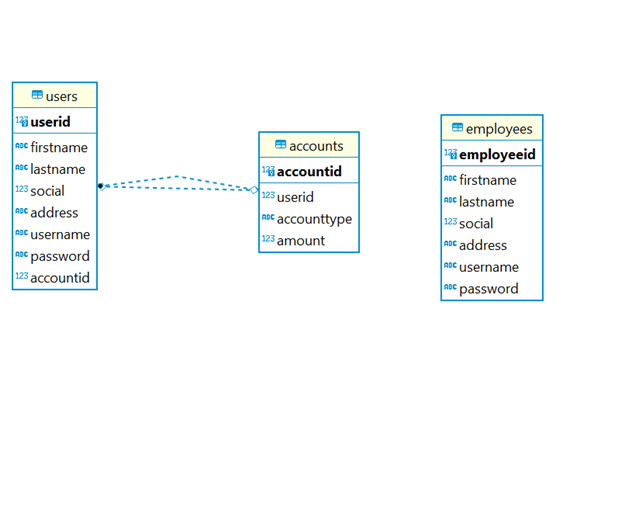 users
123 userid
ABC firstname
ABC lastname
123 social
ABC address
ABC username
ABC password
123 accountid
accounts
123 accountid
123 userid
ABC accounttype
123 amount
employees
123 employeeid
ABC firstname
ABC lastname
123 social
ABC address
ABC username
ABC password